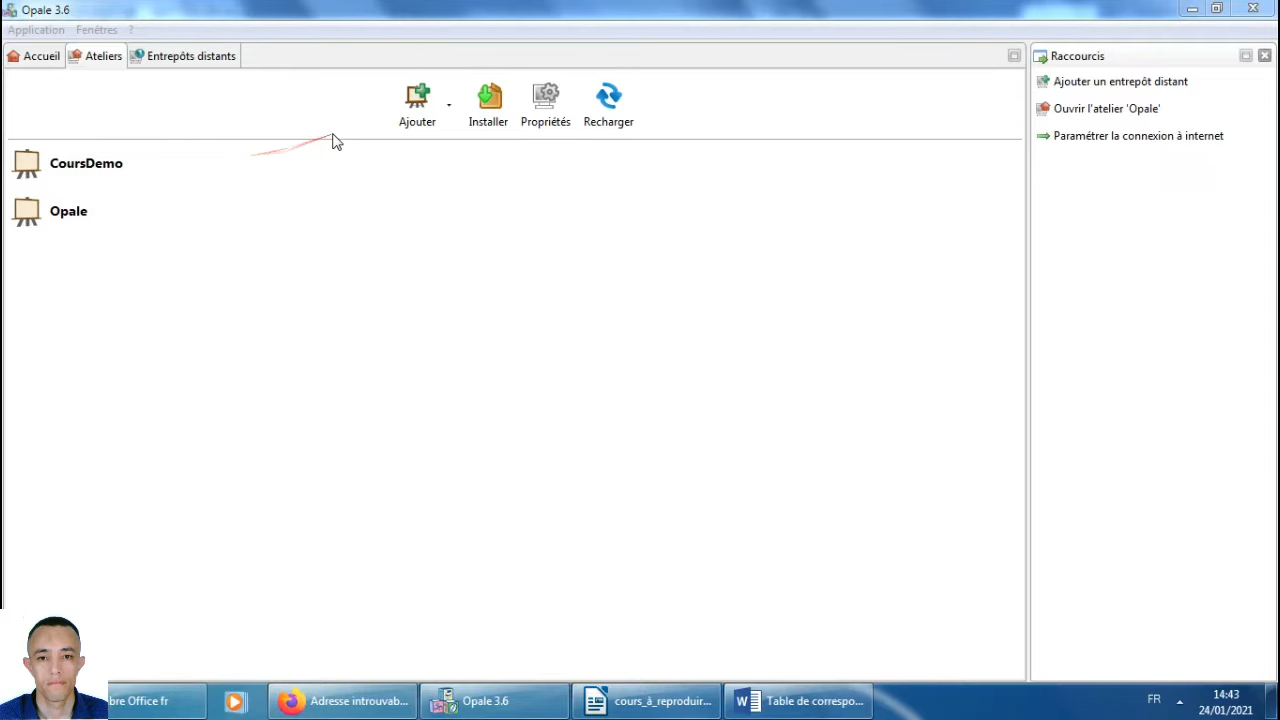 Opale 3.6
Application Fenêtres ?
Accueil Ateliers Entrepôts distants
Raccourcis
Ajouter Installer Propriétés Recharger
Ajouter un entrepôt distant
Ouvrir l'atelier 'Opale'
Paramétrer la connexion à internet
CoursDemo
Opale
bre Office fr
Adresse introuvab...
Opale 3.6
cours_à_reproduir...
Table de correspo...
FR
14:43
24/01/2021